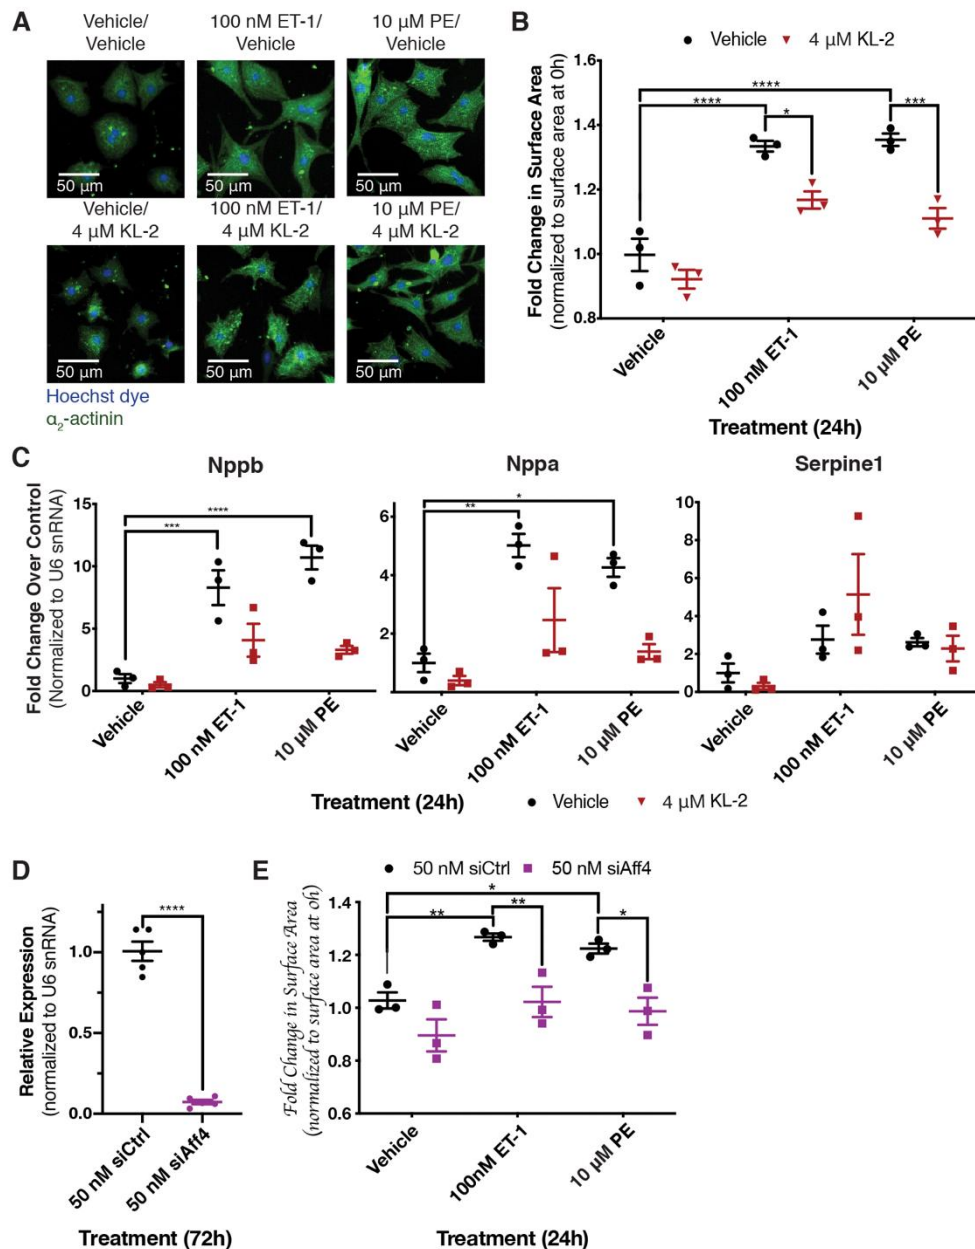 A
Vehicle/
Vehicle
100 nM ET-1/
Vehicle
10 µM PE/
Vehicle
50 µm
50 µm
50 µm
Vehicle/
4 µM KL-2
100 nM ET-1/
4 µM KL-2
10 µM PE/
4 µM KL-2
50 µm
50 µm
50 µm
Hoechst dye
α2-actinin
B
Vehicle
4 µM KL-2
Fold Change in Surface Area
(normalized to surface area at 0h)
1.6
1.4
1.2
1.0
0.8
****
****
*
***
Vehicle
100 nM ET-1
10 µM PE
Treatment (24h)
C
Nppb
Nppa
Serpine1
Fold Change Over Control
(Normalized to U6 snRNA)
15
10
5
0
***
****
Vehicle
100 nM ET-1
10 µM PE
6
4
2
**
*
Vehicle
100 nM ET-1
10 µM PE
10
8
6
4
2
0
Vehicle
100 nM ET-1
10 µM PE
Treatment (24h)
Vehicle
4 µM KL-2
D
Relative Expression
(normalized to U6 snRNA)
1.0
0.5
0.0
****
50 nM siCtrl
50 nM siAff4
Treatment (72h)
E
50 nM siCtrl
50 nM siAff4
Fold Change in Surface Area
(normalized to surface area at 0h)
1.4
1.2
1.0
0.8
0.6
*
**
**
*
Vehicle
100nM ET-1
10 µM PE
Treatment (24h)